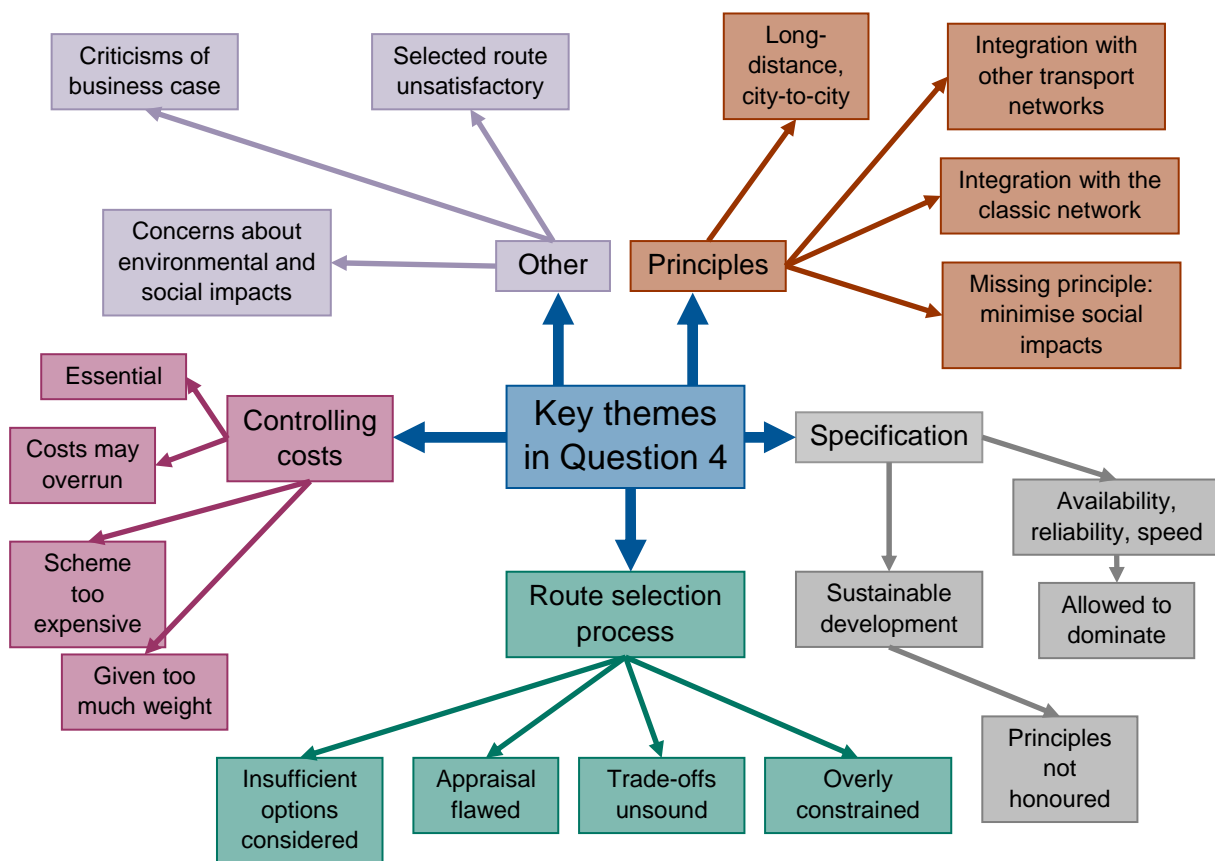 Criticisms of
business case
Selected route
unsatisfactory
Long-
distance,
city-to-city
Integration with
other transport
networks
Integration with the
classic network
Concerns about
environmental and
social impacts
Other
Principles
Missing principle:
minimise social
impacts
Essential
Controlling
costs
Key themes
in Question 4
Specification
Costs may
overrun
Availability,
reliability, speed
Scheme
too
expensive
Route selection
process
Sustainable
development
Allowed to
dominate
Given too
much weight
Principles
not
honoured
Insufficient
options
considered
Appraisal
flawed
Trade-offs
unsound
Overly
constrained